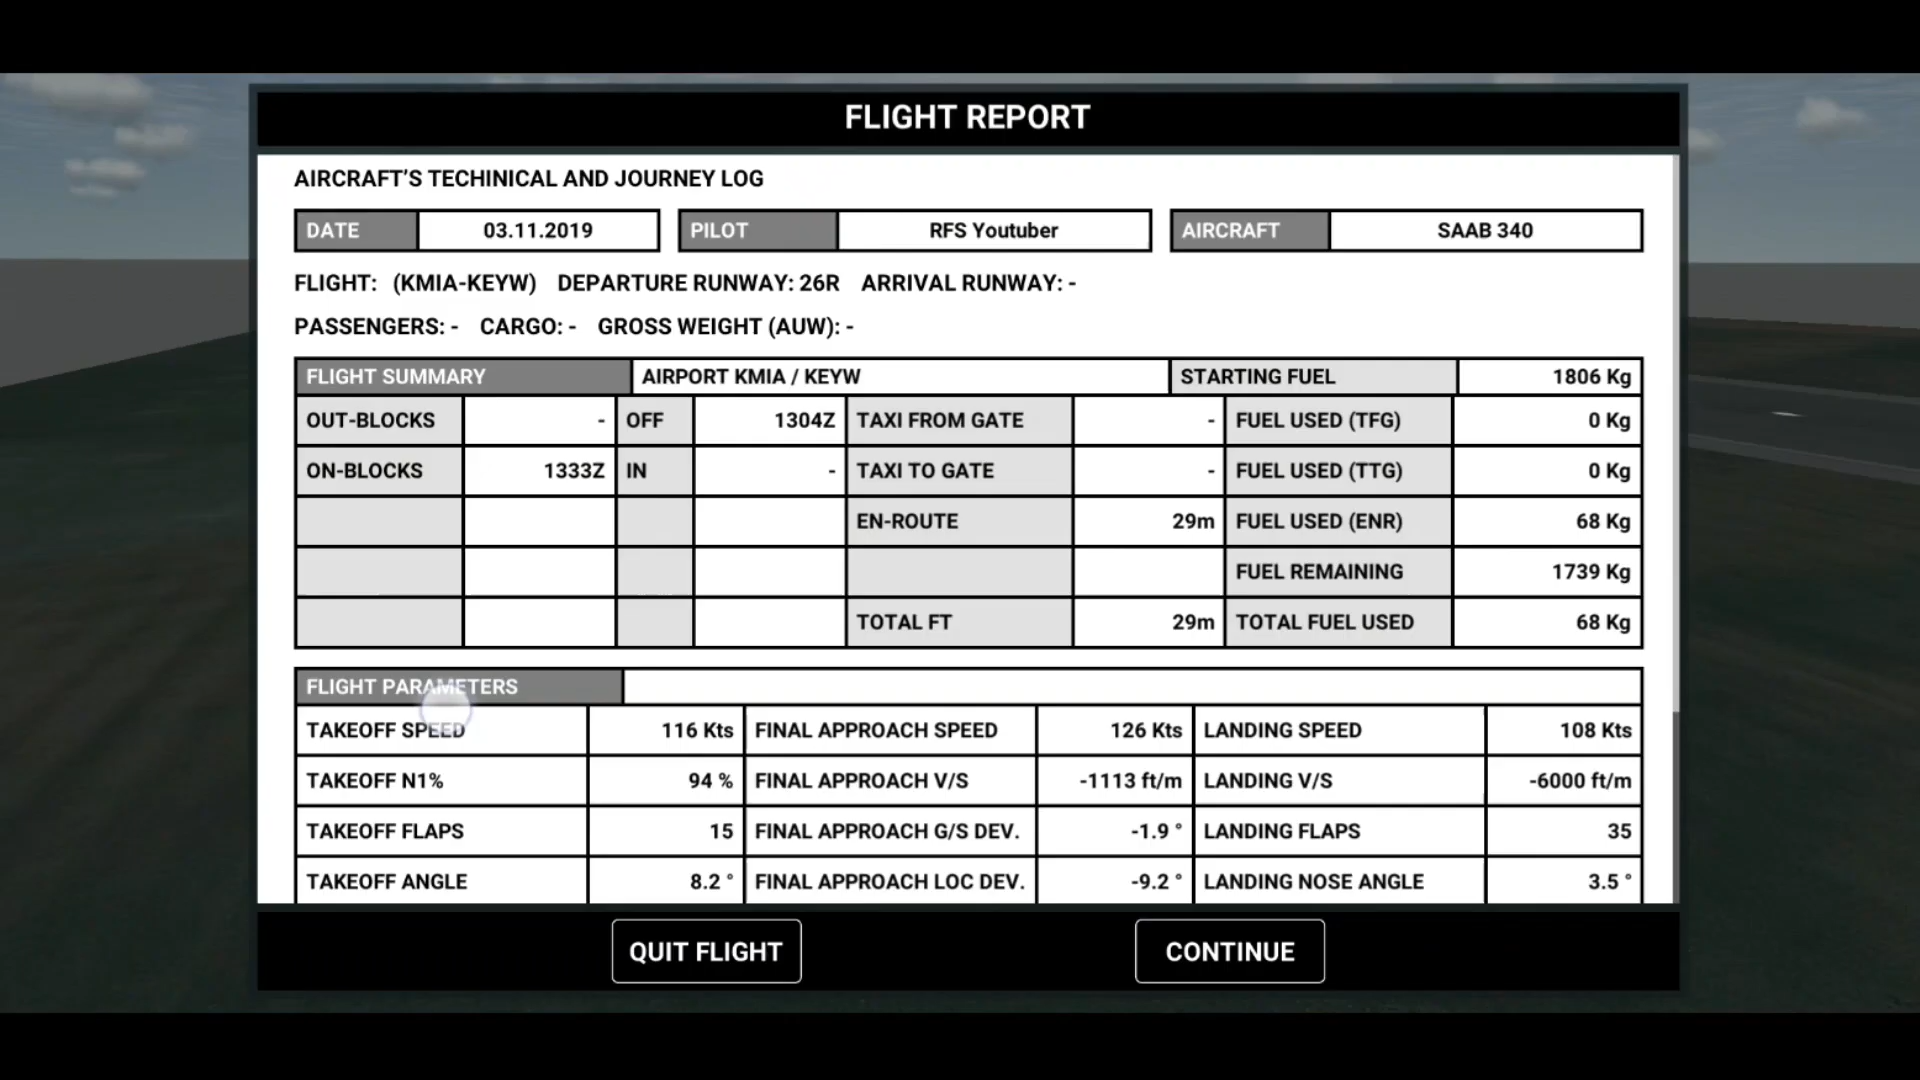 FLIGHT REPORT
AIRCRAFT'S TECHINICAL AND JOURNEY LOG
DATE 03.11.2019 PILOT RFS Youtuber AIRCRAFT SAAB 340
FLIGHT: (KMIA-KEYW) DEPARTURE RUNWAY: 26R ARRIVAL RUNWAY: -
PASSENGERS: - CARGO: - GROSS WEIGHT (AUW): -
FLIGHT SUMMARY AIRPORT KMIA / KEYW STARTING FUEL 1806 Kg
OUT-BLOCKS - OFF 1304Z TAXI FROM GATE - FUEL USED (TFG) 0 Kg
ON-BLOCKS 1333Z IN - TAXI TO GATE - FUEL USED (TTG) 0 Kg
EN-ROUTE 29m FUEL USED (ENR) 68 Kg
FUEL REMAINING 1739 Kg
TOTAL FT 29m TOTAL FUEL USED 68 Kg
FLIGHT PARAMETERS
TAKEOFF SPEED 116 Kts FINAL APPROACH SPEED 126 Kts LANDING SPEED 108 Kts
TAKEOFF N1% 94 % FINAL APPROACH V/S -1113 ft/m LANDING V/S -6000 ft/m
TAKEOFF FLAPS 15 FINAL APPROACH G/S DEV. -1.9 ° LANDING FLAPS 35
TAKEOFF ANGLE 8.2 ° FINAL APPROACH LOC DEV. -9.2 ° LANDING NOSE ANGLE 3.5 °
QUIT FLIGHT CONTINUE